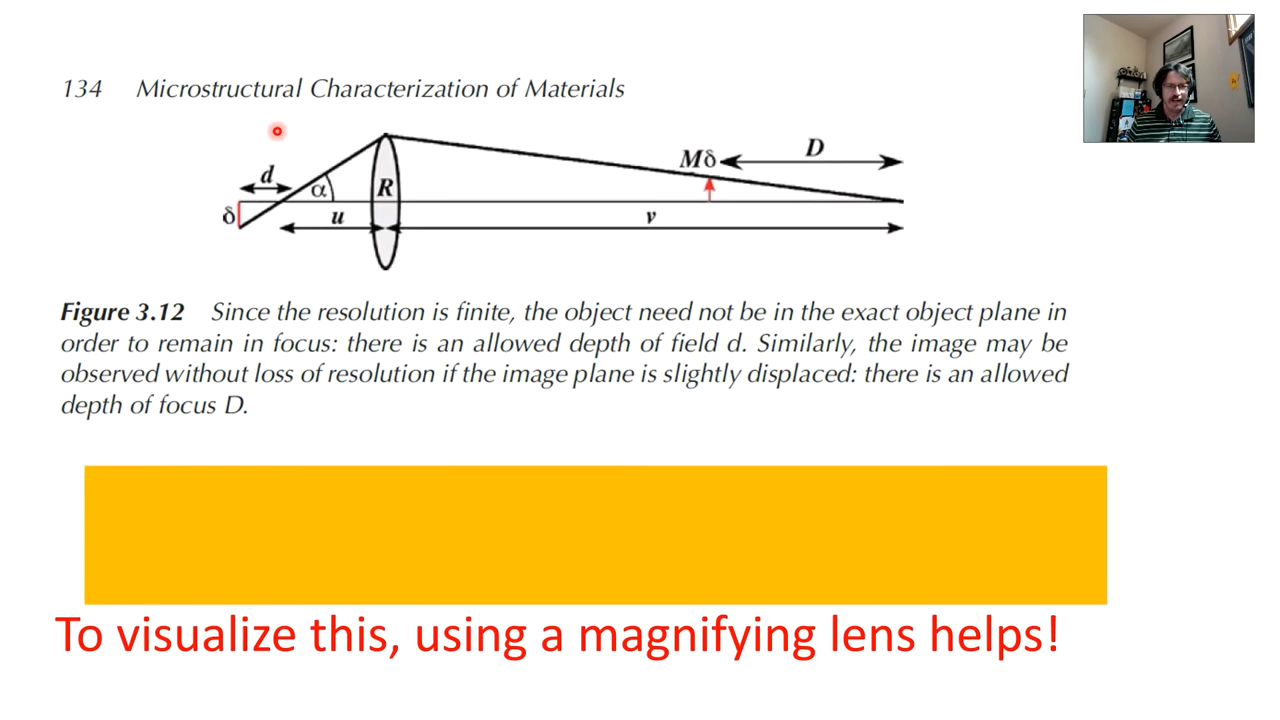 134 Microstructural Characterization of Materials
d
α
R
Mδ
D
δ
u
v
Figure 3.12 Since the resolution is finite, the object need not be in the exact object plane in
order to remain in focus: there is an allowed depth of field d. Similarly, the image may be
observed without loss of resolution if the image plane is slightly displaced: there is an allowed
depth of focus D.
To visualize this, using a magnifying lens helps!